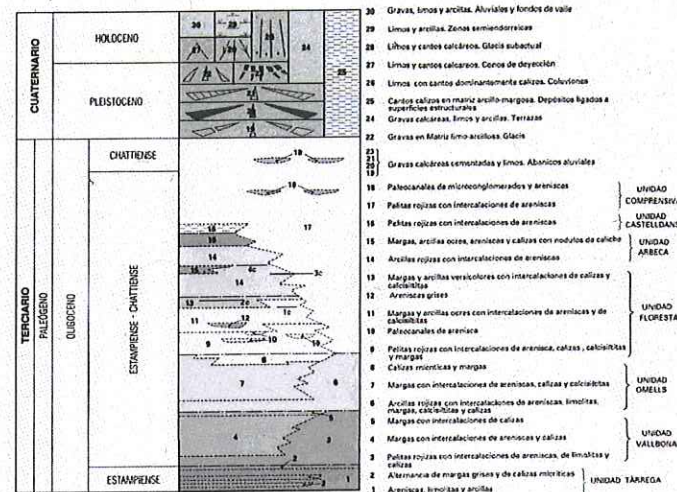 CUATERNARIO
HOLOCENO
PLEISTOCENO
TERCIARIO
PALEÓGENO
OLIGOCENO
CHATTIENSE
ESTAMPIENSE - CHATTIENSE
ESTAMPIENSE
30 Gravas, limos y arcillas. Aluviales y fondos de valle
29 Limos y arcillas. Zonas semiendorreicas
28 Limos y cantos calcáreos. Glacis subactual
27 Limos y cantos calcareos. Conos de deyección
26 Limos con cantos dominantemente calizos. Coluviones
25 Cantos calizos en matriz arcillo-margosa. Depósitos ligados a
superficies estructurales
24 Gravas calcáreas, limos y arcillas. Terrazas
22 Gravas en Matriz limo-arcillosa. Glacis
23
21
20
19
Gravas calcáreas cementadas y limos. Abanicos aluviales
18 Paleocanales de microconglomerados y areniscas
17 Pelitas rojizas con intercalaciones de areniscas
UNIDAD
COMPRENSIVA
16 Pelitas rojizas con intercalaciones de areniscas
UNIDAD
CASTELLDANS
15 Margas, arcillas ocres, areniscas y calizas con nodulos de caliche
14 Arcillas rojizas con intercalaciones de areniscas
UNIDAD
ARBECA
13 Margas y arcillas versicolores con intercalaciones de calizas y
calcisiltitas
12 Areniscas grises
11 Margas y arcillas ocres con intercalaciones de areniscas y de
calcisiltitas
10 Paleocanales de arenisca
9 Pelitas rojizas con intercalaciones de arenisca, calizas, calcisiltitas
y margas
UNIDAD
FLORESTA
8 Calizas micríticas y margas
7 Margas con intercalaciones de areniscas, calizas y calcisiltitas
6 Arcillas rojizas con intercalaciones de areniscas, limolitas,
margas, calcisiltitas y calizas
UNIDAD
OMELLS
5 Margas con intercalaciones de calizas
4 Margas con intercalaciones de areniscas y calizas
3 Pelitas rojizas con intercalaciones de areniscas, de limolitas y
calizas
UNIDAD
VALLBONA
2 Alternancia de margas grises y de calizas micríticas
1 Areniscas, limolitas y arcillas
UNIDAD TÀRREGA